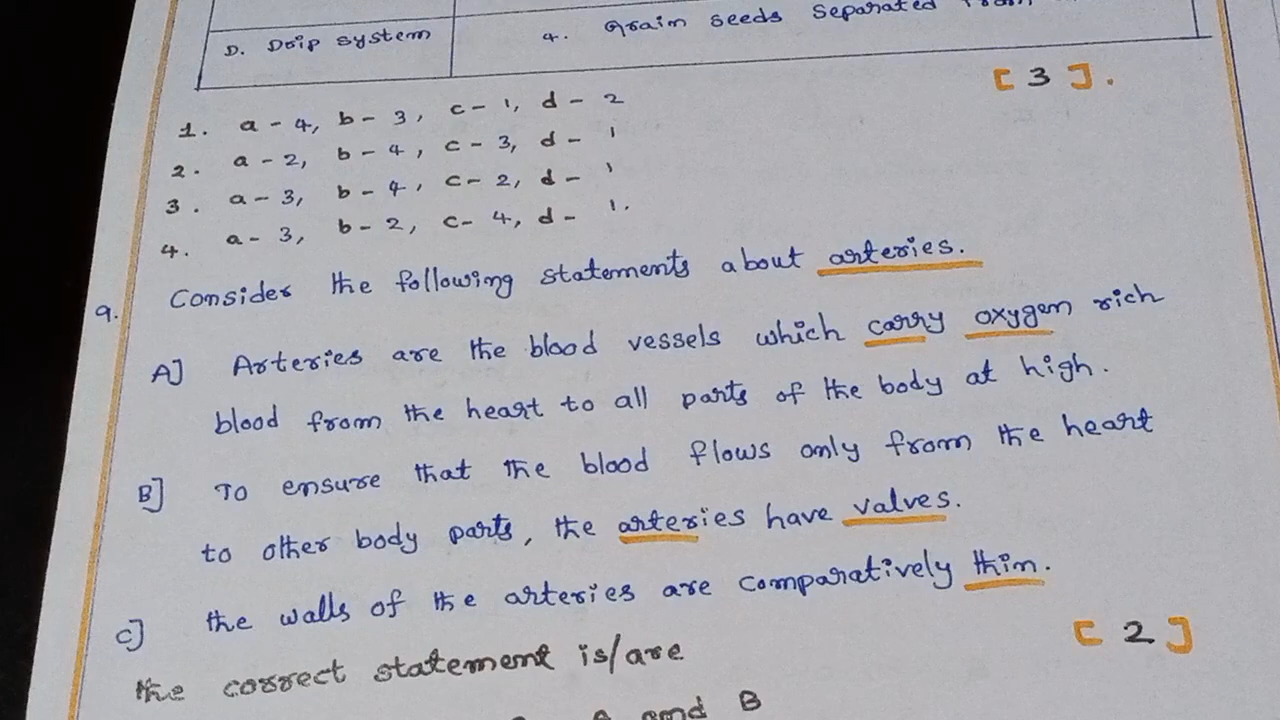 D. Drip system
4. Grain seeds separated
[ 3 ].
1. a - 4, b - 3, c - 1, d - 2
2. a - 2, b - 4, c - 3, d - 1
3. a - 3, b - 4, c - 2, d - 1
4. a - 3, b - 2, c - 4, d - 1.
9. Consider the following statements about arteries.
A] Arteries are the blood vessels which carry oxygen rich
blood from the heart to all parts of the body at high.
B] To ensure that the blood flows only from the heart
to other body parts, the arteries have valves.
C] the walls of the arteries are comparatively thin.
[ 2 ]
the correct statement is/are
A and B